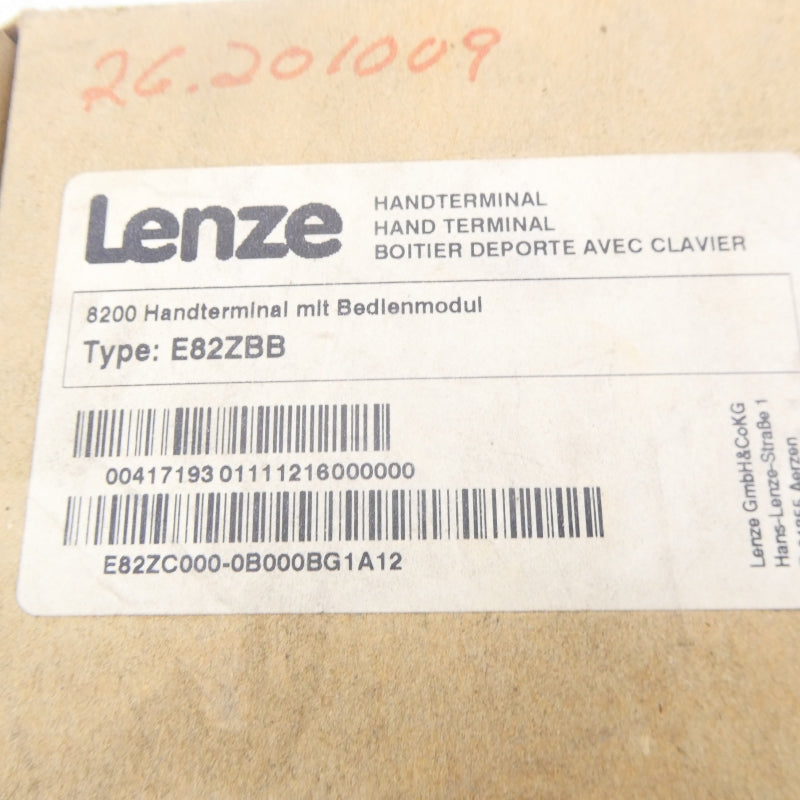 26.201009
Lenze
HANDTERMINAL
HAND TERMINAL
BOITIER DEPORTE AVEC CLAVIER
8200 Handterminal mit Bedienmodul
Type: E82ZBB
00417193 01111216000000
E82ZC000-0B000BG1A12
Lenze GmbH&CoKG
Hans-Lenze-Straße 1
Aerzen